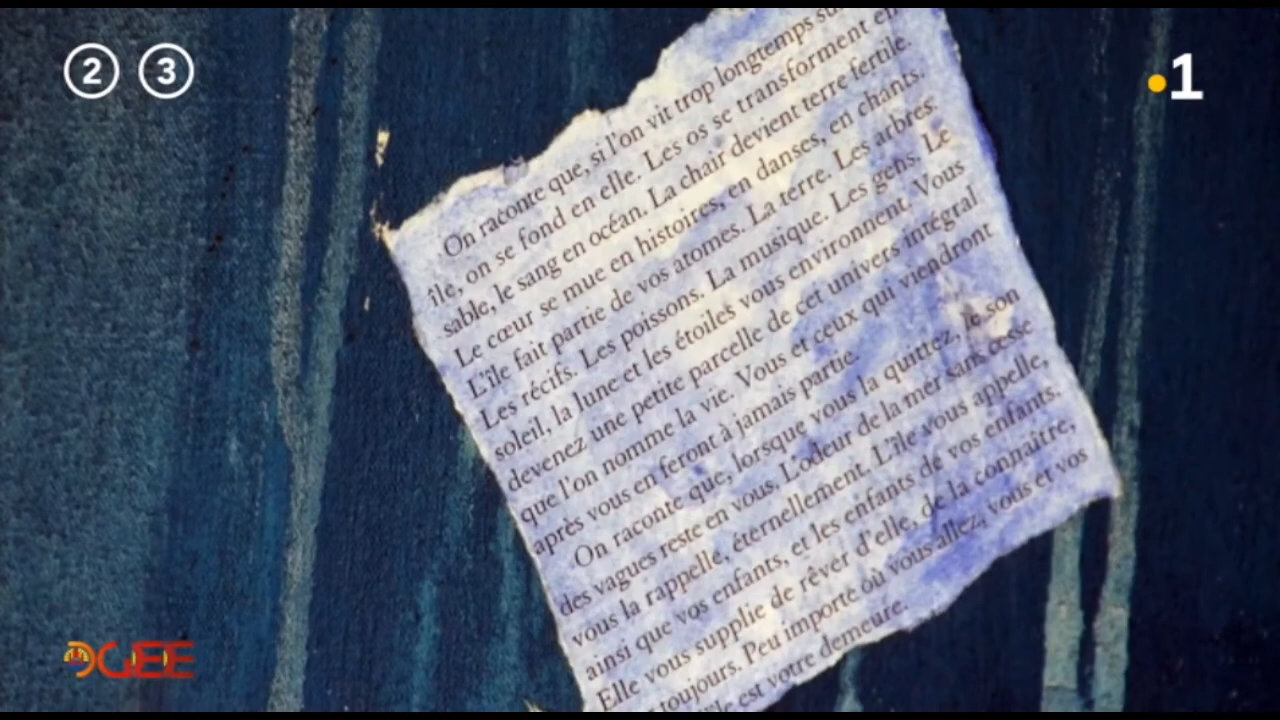 2 3
1
On raconte que, si l'on vit trop longtemps sur
île, on se fond en elle. Les os se transforment en
sable, le sang en océan. La chair devient terre fertile.
Le cœur se mue en histoires, en danses, en chants.
L'île fait partie de vos atomes. La terre. Les arbres.
Les récifs. Les poissons. La musique. Les gens. Le
soleil, la lune et les étoiles vous environnent. Vous
devenez une petite parcelle de cet univers intégral
que l'on nomme la vie. Vous et ceux qui viendront
après vous en feront à jamais partie.
On raconte que, lorsque vous la quittez, le son
des vagues reste en vous. L'odeur de la mer sans cesse
vous la rappelle, éternellement. L'île vous appelle,
ainsi que vos enfants, et les enfants de vos enfants.
Elle vous supplie de rêver d'elle, de la connaître,
toujours. Peu importe où vous allez, vous et vos
est votre demeure.
DGEE